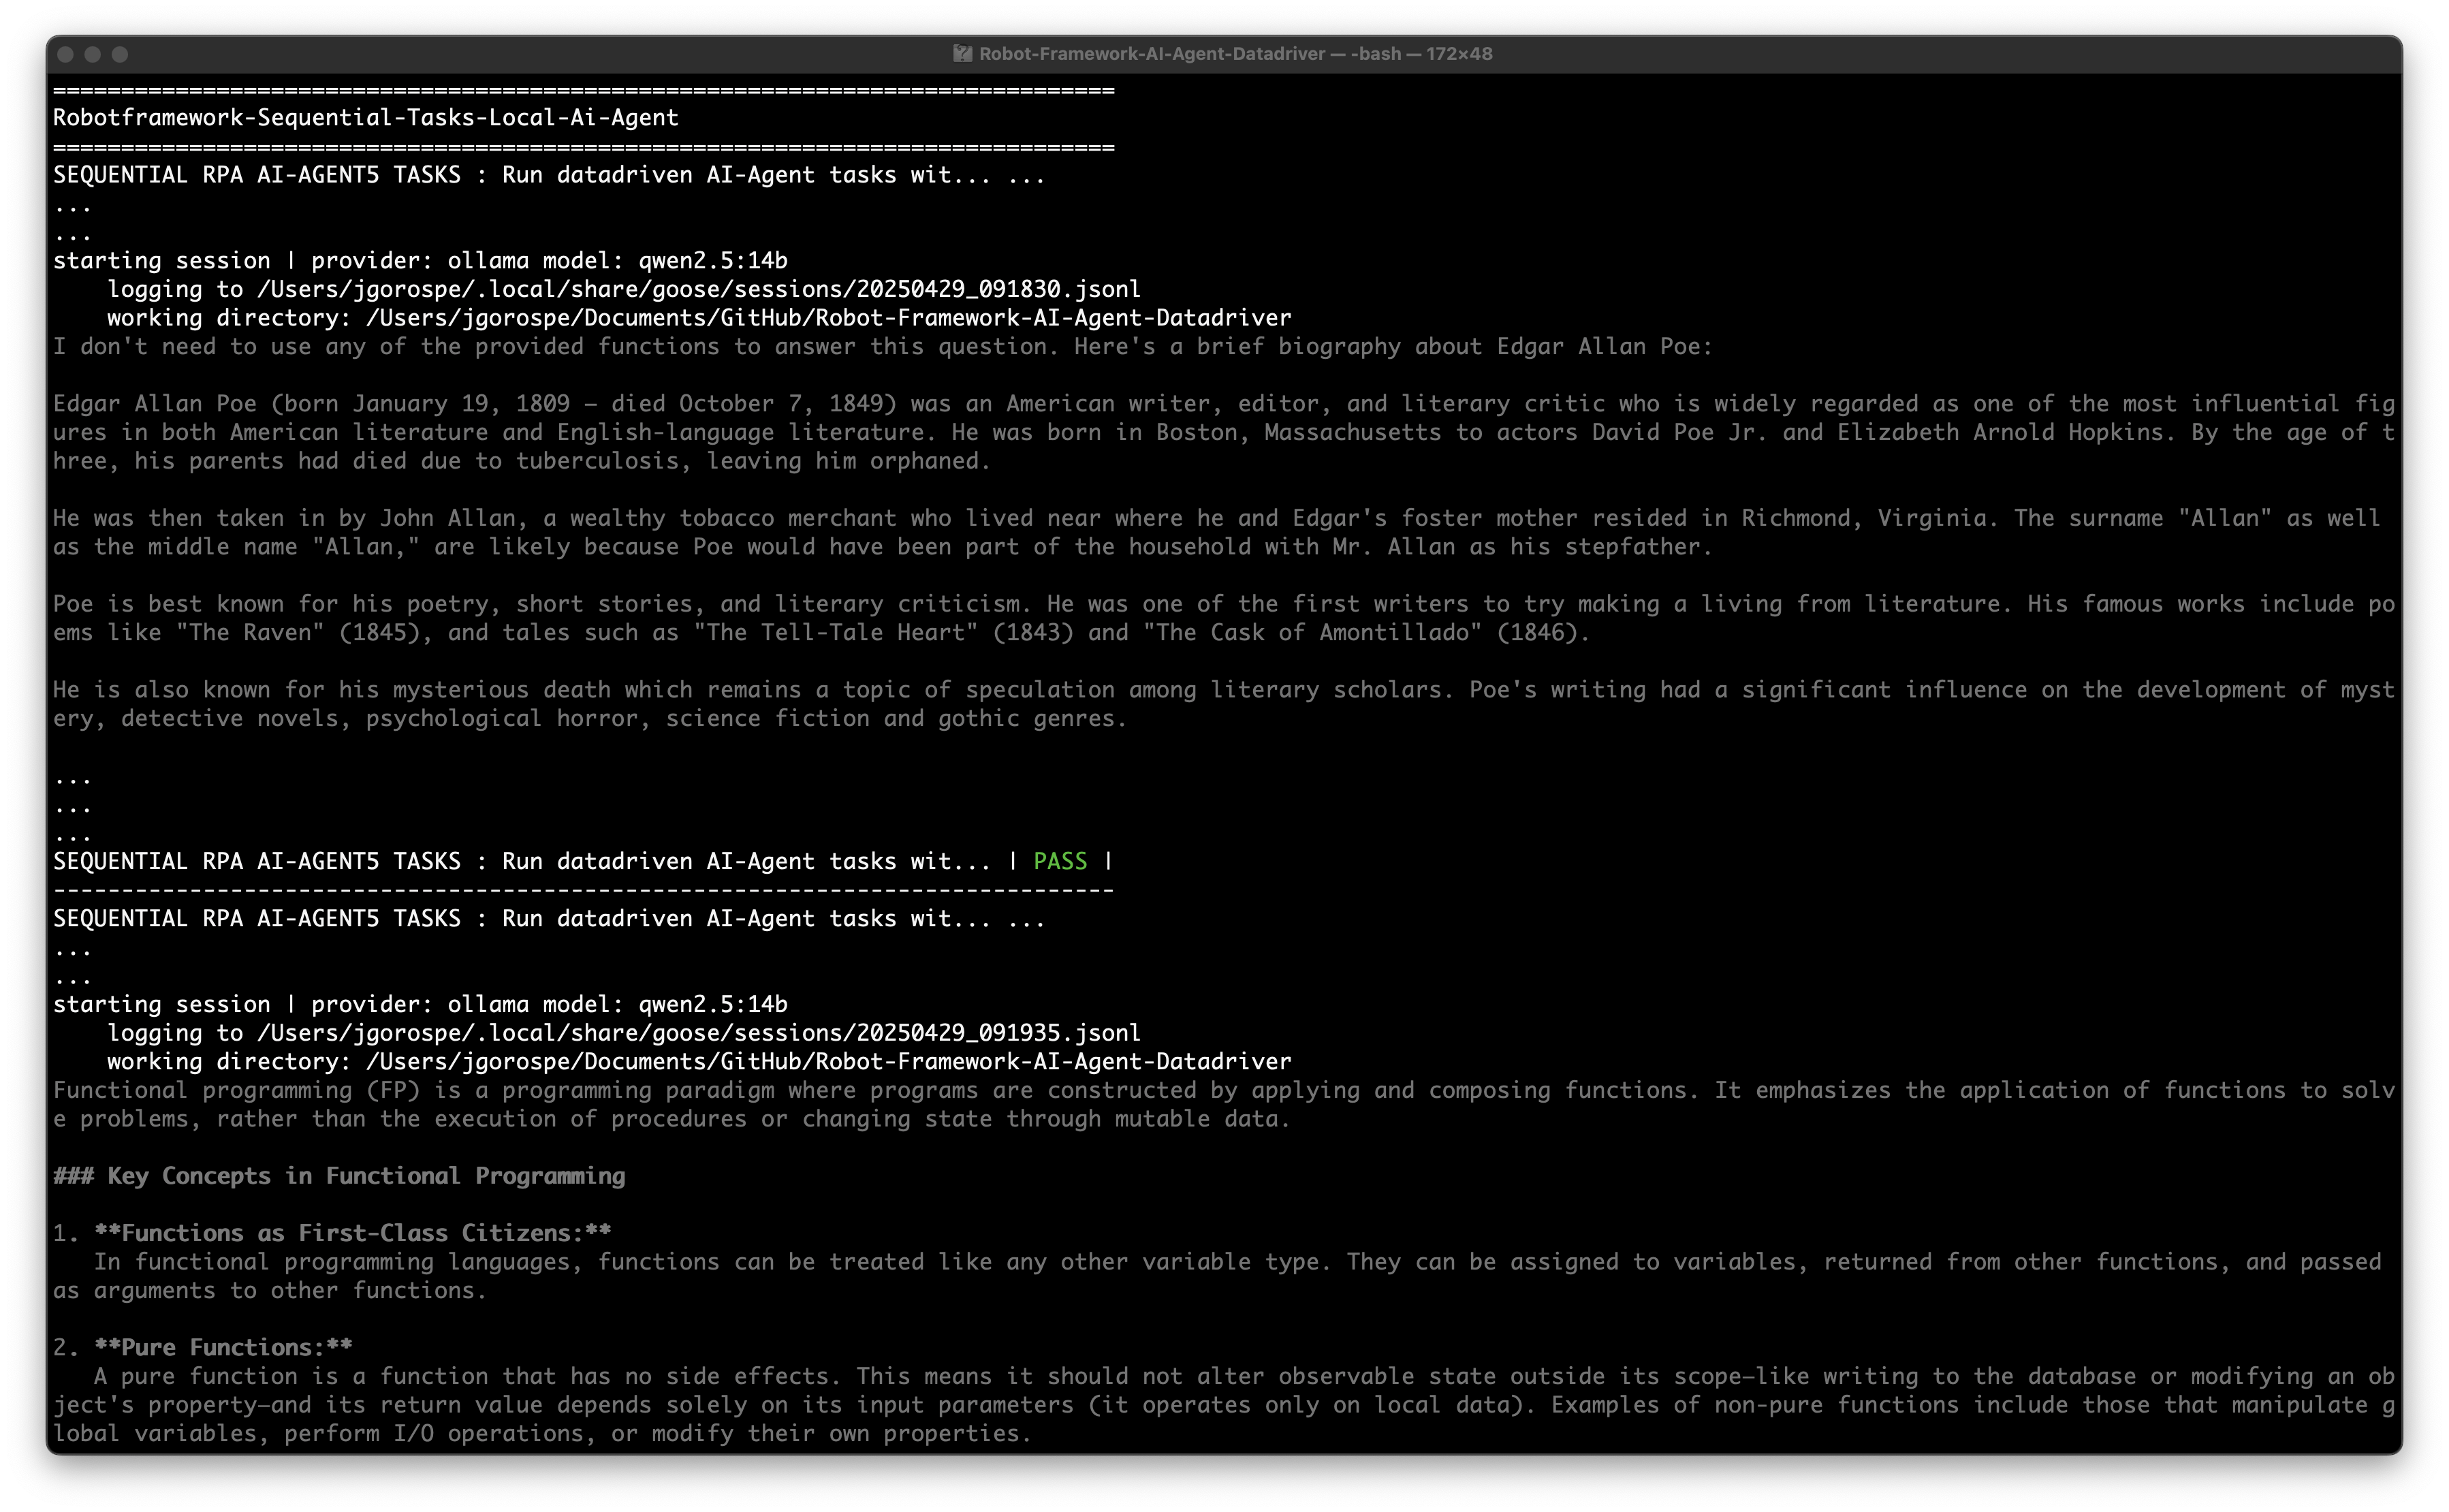 Robot-Framework-AI-Agent-Datadriver — -bash — 172×48
==============================================================================
Robotframework-Sequential-Tasks-Local-Ai-Agent
==============================================================================
SEQUENTIAL RPA AI-AGENT5 TASKS : Run datadriven AI-Agent tasks wit... ...
...
...
starting session | provider: ollama model: qwen2.5:14b
    logging to /Users/jgorospe/.local/share/goose/sessions/20250429_091830.jsonl
    working directory: /Users/jgorospe/Documents/GitHub/Robot-Framework-AI-Agent-Datadriver
I don't need to use any of the provided functions to answer this question. Here's a brief biography about Edgar Allan Poe:

Edgar Allan Poe (born January 19, 1809 – died October 7, 1849) was an American writer, editor, and literary critic who is widely regarded as one of the most influential fig
ures in both American literature and English-language literature. He was born in Boston, Massachusetts to actors David Poe Jr. and Elizabeth Arnold Hopkins. By the age of t
hree, his parents had died due to tuberculosis, leaving him orphaned.

He was then taken in by John Allan, a wealthy tobacco merchant who lived near where he and Edgar's foster mother resided in Richmond, Virginia. The surname "Allan" as well
as the middle name "Allan," are likely because Poe would have been part of the household with Mr. Allan as his stepfather.

Poe is best known for his poetry, short stories, and literary criticism. He was one of the first writers to try making a living from literature. His famous works include po
ems like "The Raven" (1845), and tales such as "The Tell-Tale Heart" (1843) and "The Cask of Amontillado" (1846).

He is also known for his mysterious death which remains a topic of speculation among literary scholars. Poe's writing had a significant influence on the development of myst
ery, detective novels, psychological horror, science fiction and gothic genres.

...
...
...
SEQUENTIAL RPA AI-AGENT5 TASKS : Run datadriven AI-Agent tasks wit... | PASS |
------------------------------------------------------------------------------
SEQUENTIAL RPA AI-AGENT5 TASKS : Run datadriven AI-Agent tasks wit... ...
...
...
starting session | provider: ollama model: qwen2.5:14b
    logging to /Users/jgorospe/.local/share/goose/sessions/20250429_091935.jsonl
    working directory: /Users/jgorospe/Documents/GitHub/Robot-Framework-AI-Agent-Datadriver
Functional programming (FP) is a programming paradigm where programs are constructed by applying and composing functions. It emphasizes the application of functions to solv
e problems, rather than the execution of procedures or changing state through mutable data.

### Key Concepts in Functional Programming

1. **Functions as First-Class Citizens:**
   In functional programming languages, functions can be treated like any other variable type. They can be assigned to variables, returned from other functions, and passed
as arguments to other functions.

2. **Pure Functions:**
   A pure function is a function that has no side effects. This means it should not alter observable state outside its scope—like writing to the database or modifying an ob
ject's property—and its return value depends solely on its input parameters (it operates only on local data). Examples of non-pure functions include those that manipulate g
lobal variables, perform I/O operations, or modify their own properties.